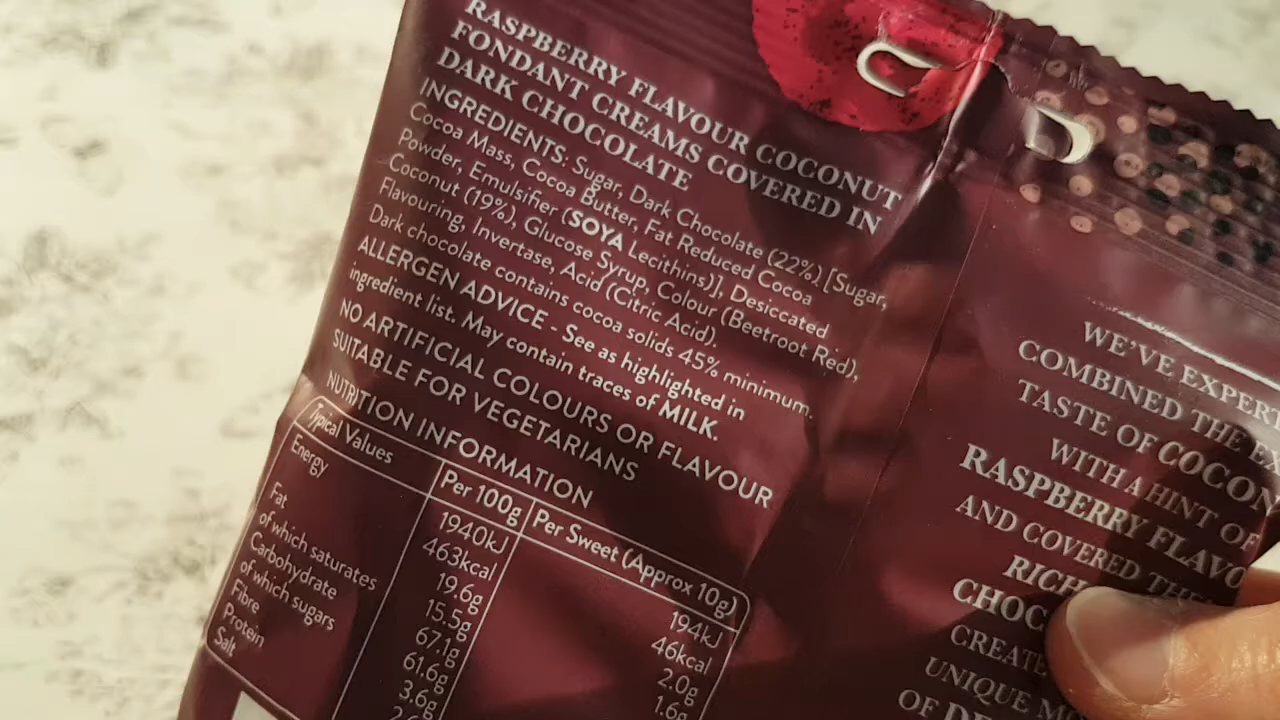 RASPBERRY FLAVOUR COCONUT
FONDANT CREAMS COVERED IN
DARK CHOCOLATE
INGREDIENTS: Sugar, Dark Chocolate (22%) [Sugar,
Cocoa Mass, Cocoa Butter, Fat Reduced Cocoa
Powder, Emulsifier (SOYA Lecithins)], Desiccated
Coconut (19%), Glucose Syrup, Colour (Beetroot Red),
Flavouring, Invertase, Acid (Citric Acid).
Dark chocolate contains cocoa solids 45% minimum.
ALLERGEN ADVICE - See as highlighted in
ingredient list. May contain traces of MILK.
NO ARTIFICIAL COLOURS OR FLAVOUR
SUITABLE FOR VEGETARIANS
NUTRITION INFORMATION
Typical Values Per 100g Per Sweet (Approx 10g)
Energy 1940kJ 194kJ
463kcal 46kcal
Fat 19.6g 2.0g
of which saturates 15.5g 1.6g
Carbohydrate 67.1g
of which sugars 61.6g
Fibre 3.6g
Protein
Salt
WE'VE EXPERT
COMBINED THE EX
TASTE OF COCON
WITH A HINT OF
RASPBERRY FLAVO
AND COVERED THE
RICH
CHOC
CREATE
UNIQUE
OF